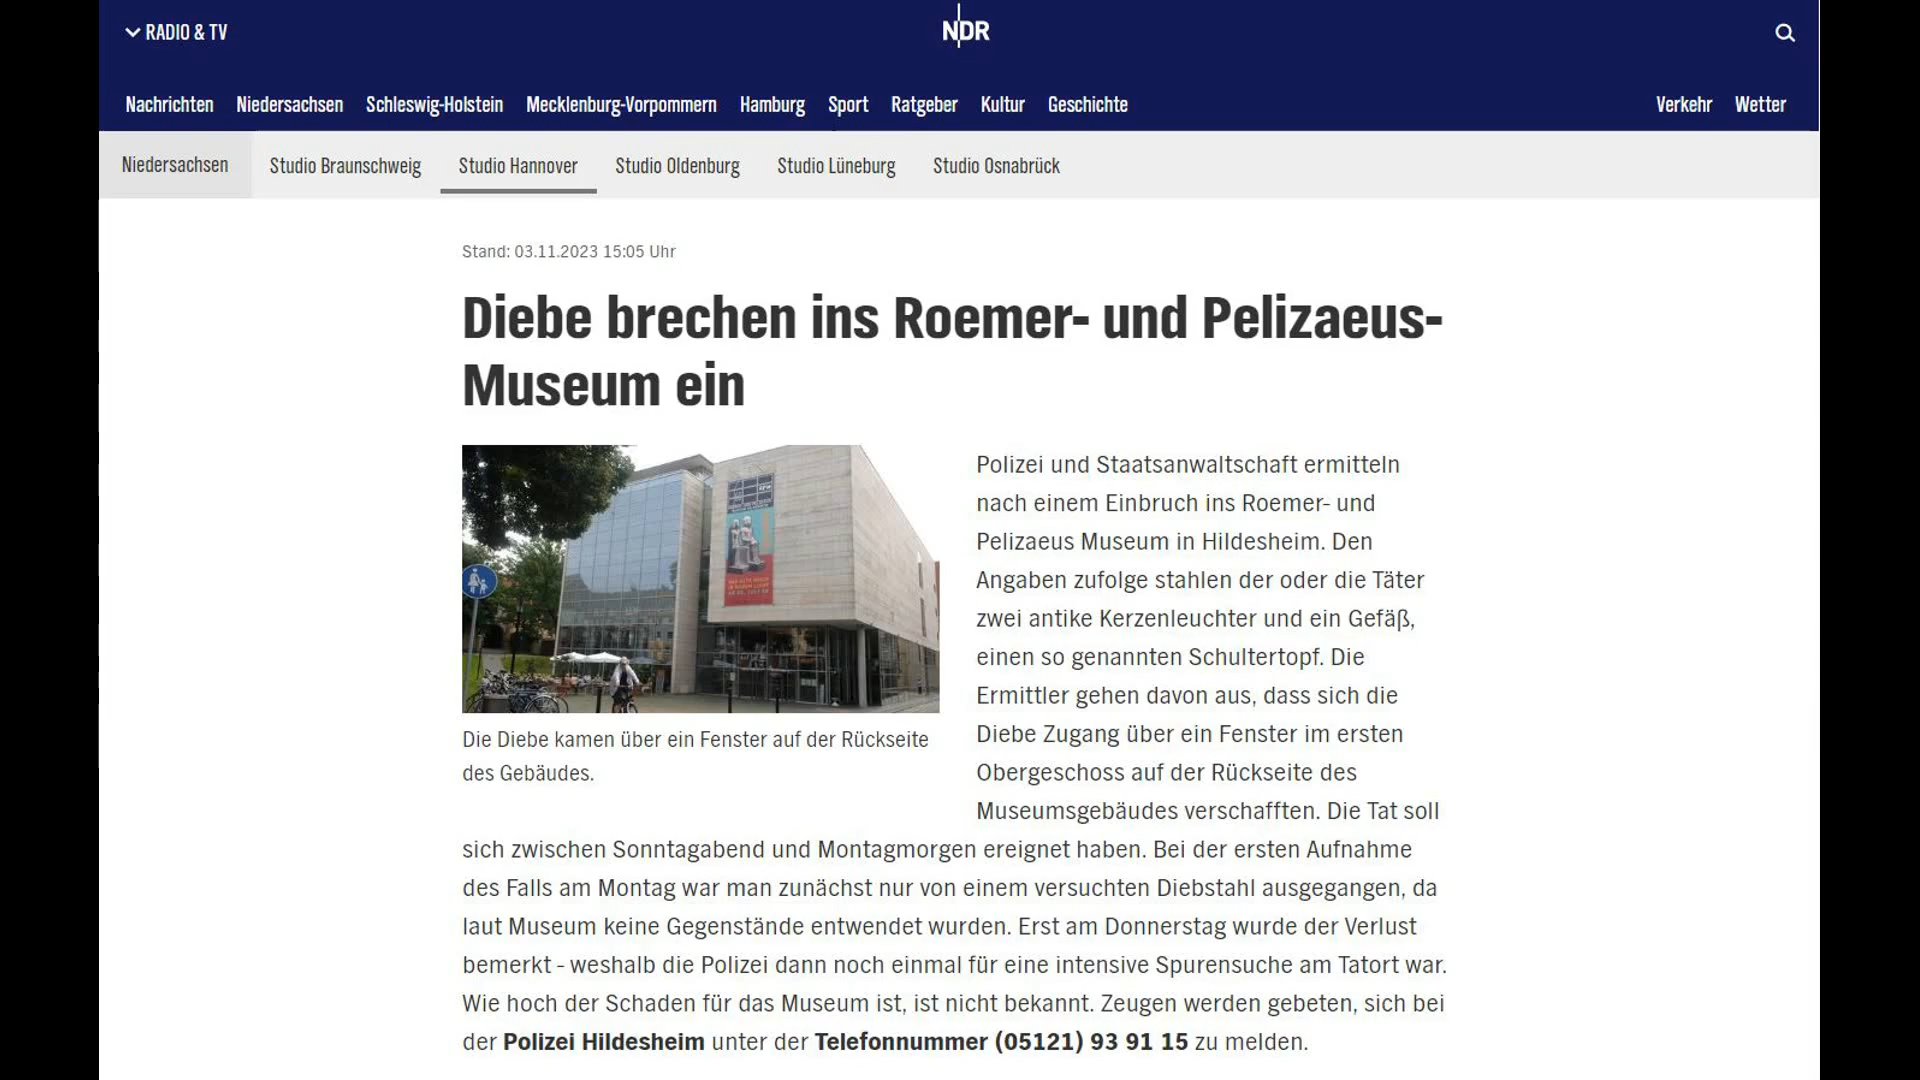 RADIO & TV
NDR
Nachrichten Niedersachsen Schleswig-Holstein Mecklenburg-Vorpommern Hamburg Sport Ratgeber Kultur Geschichte Verkehr Wetter
Niedersachsen Studio Braunschweig Studio Hannover Studio Oldenburg Studio Lüneburg Studio Osnabrück
Stand: 03.11.2023 15:05 Uhr
Diebe brechen ins Roemer- und Pelizaeus-
Museum ein
Die Diebe kamen über ein Fenster auf der Rückseite
des Gebäudes.
Polizei und Staatsanwaltschaft ermitteln
nach einem Einbruch ins Roemer- und
Pelizaeus Museum in Hildesheim. Den
Angaben zufolge stahlen der oder die Täter
zwei antike Kerzenleuchter und ein Gefäß,
einen so genannten Schultertopf. Die
Ermittler gehen davon aus, dass sich die
Diebe Zugang über ein Fenster im ersten
Obergeschoss auf der Rückseite des
Museumsgebäudes verschafften. Die Tat soll
sich zwischen Sonntagabend und Montagmorgen ereignet haben. Bei der ersten Aufnahme
des Falls am Montag war man zunächst nur von einem versuchten Diebstahl ausgegangen, da
laut Museum keine Gegenstände entwendet wurden. Erst am Donnerstag wurde der Verlust
bemerkt - weshalb die Polizei dann noch einmal für eine intensive Spurensuche am Tatort war.
Wie hoch der Schaden für das Museum ist, ist nicht bekannt. Zeugen werden gebeten, sich bei
der Polizei Hildesheim unter der Telefonnummer (05121) 93 91 15 zu melden.